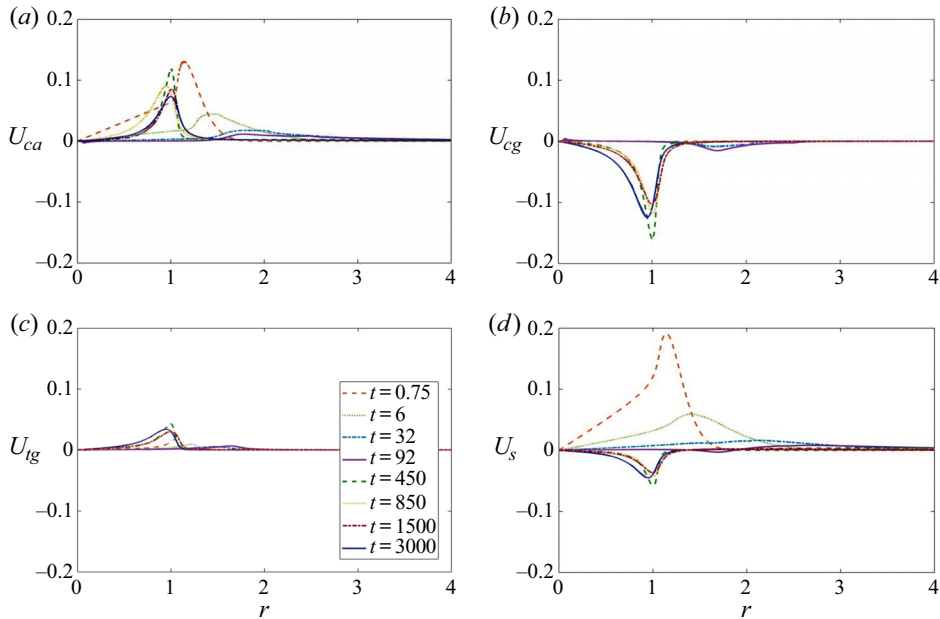 (a)
0.2
0.1
U_ca 0
−0.1
−0.2
0 1 2 3 4
(b)
0.2
0.1
U_cg 0
−0.1
−0.2
0 1 2 3 4
(c)
0.2
0.1
U_tg 0
−0.1
−0.2
0 1 2 3 4
r
t = 0.75
t = 6
t = 32
t = 92
t = 450
t = 850
t = 1500
t = 3000
(d)
0.2
0.1
U_s 0
−0.1
−0.2
0 1 2 3 4
r